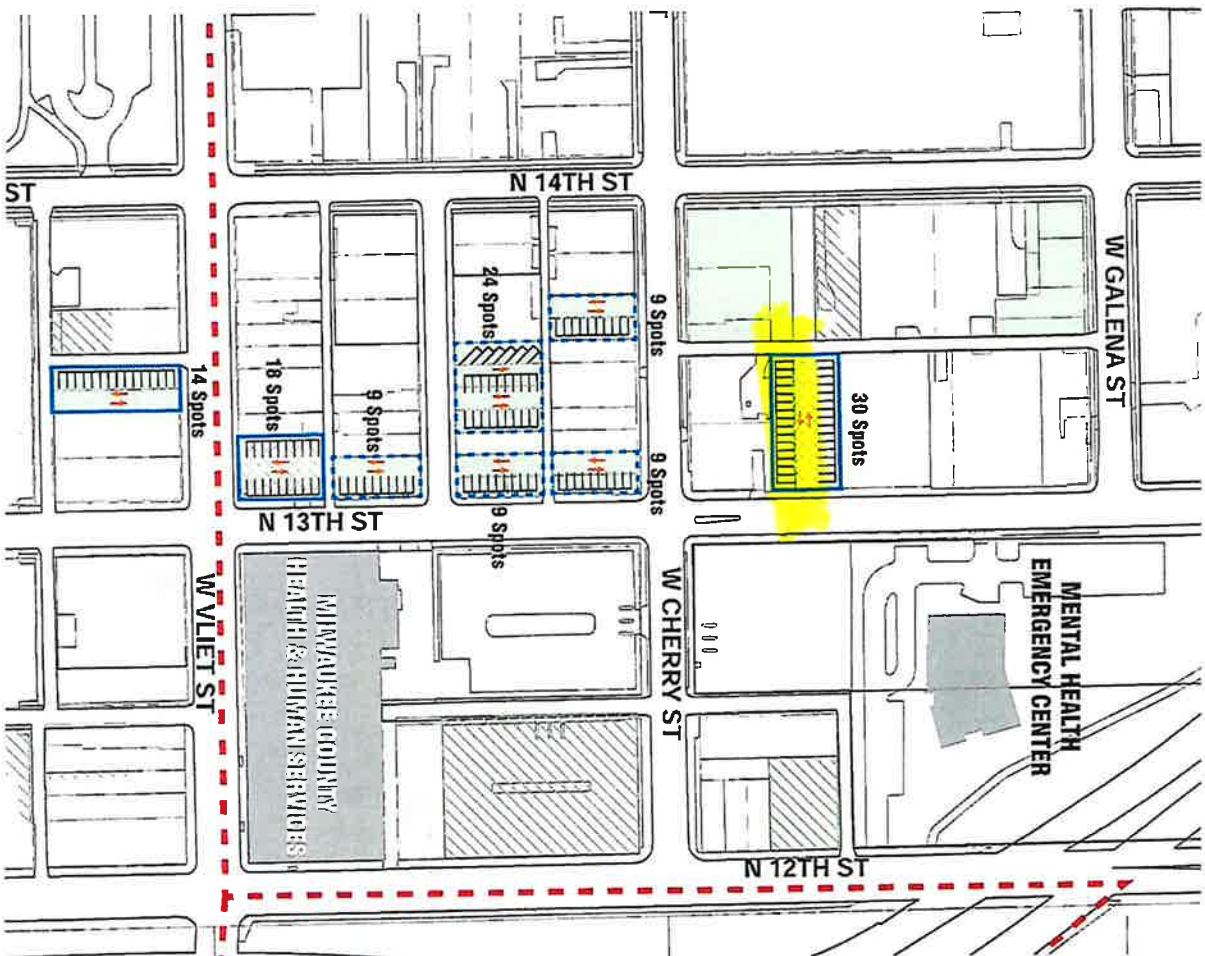 ST
N 14TH ST
W GALENA ST
24 Spots
9 Spots
14 Spots
18 Spots
9 Spots
9 Spots
30 Spots
9 Spots
N 13TH ST
W VLIET ST
MILWAUKEE COUNTY
HEALTH & HUMAN SERVICES
W CHERRY ST
MENTAL HEALTH
EMERGENCY CENTER
N 12TH ST